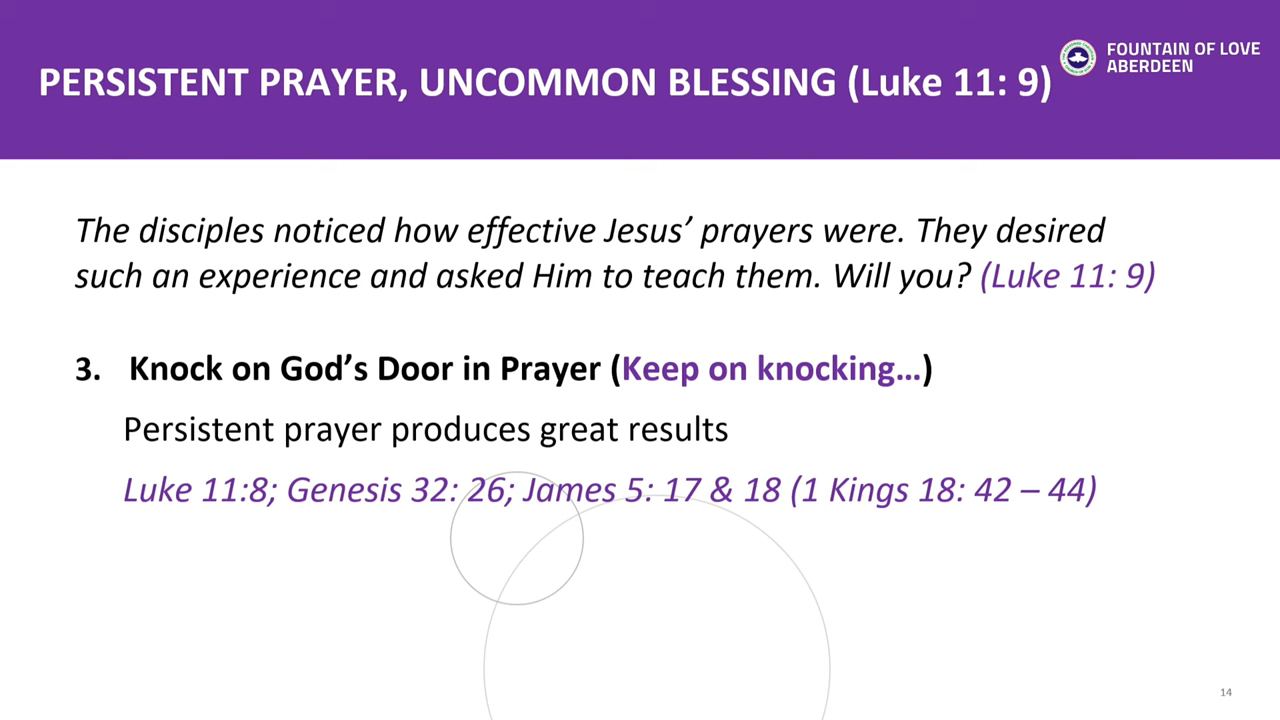 PERSISTENT PRAYER, UNCOMMON BLESSING (Luke 11: 9)
FOUNTAIN OF LOVE
ABERDEEN
The disciples noticed how effective Jesus’ prayers were. They desired
such an experience and asked Him to teach them. Will you? (Luke 11: 9)
3. Knock on God’s Door in Prayer (Keep on knocking…)
Persistent prayer produces great results
Luke 11:8; Genesis 32: 26; James 5: 17 & 18 (1 Kings 18: 42 – 44)
14